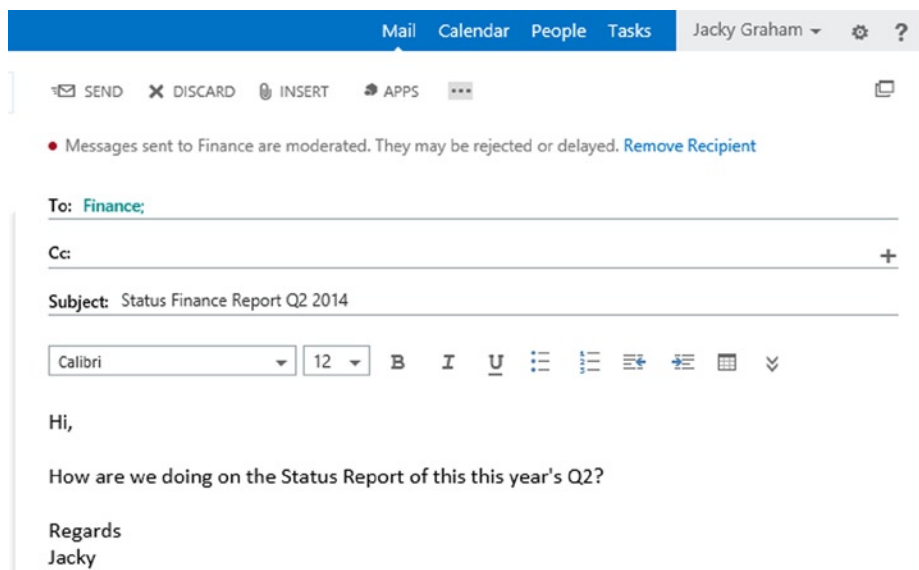 Mail Calendar People Tasks Jacky Graham ?
SEND DISCARD INSERT APPS ...
Messages sent to Finance are moderated. They may be rejected or delayed. Remove Recipient
To: Finance;
Cc: +
Subject: Status Finance Report Q2 2014
Calibri 12 B I U
Hi,
How are we doing on the Status Report of this this year's Q2?
Regards
Jacky